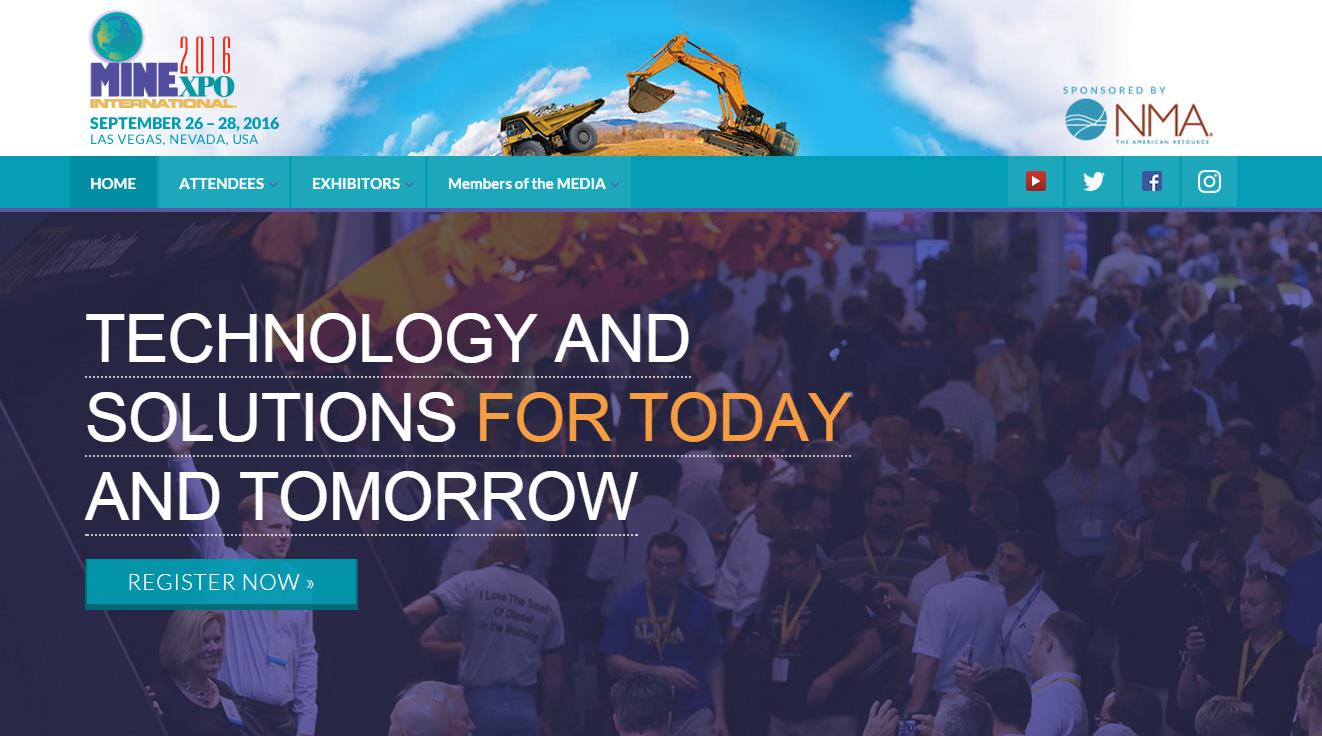 2016
MINEXPO
INTERNATIONAL.
SEPTEMBER 26 – 28, 2016
LAS VEGAS, NEVADA, USA
SPONSORED BY
NMA.
THE AMERICAN RESOURCE
HOME
ATTENDEES
EXHIBITORS
Members of the MEDIA
TECHNOLOGY AND
SOLUTIONS FOR TODAY
AND TOMORROW
REGISTER NOW »
I Love The Smell
Of Diesel
in the Morning